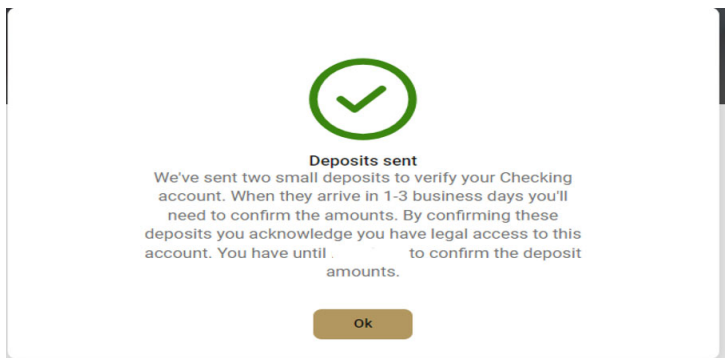 Deposits sent
We've sent two small deposits to verify your Checking
account. When they arrive in 1-3 business days you'll
need to confirm the amounts. By confirming these
deposits you acknowledge you have legal access to this
account. You have until to confirm the deposit
amounts.
Ok